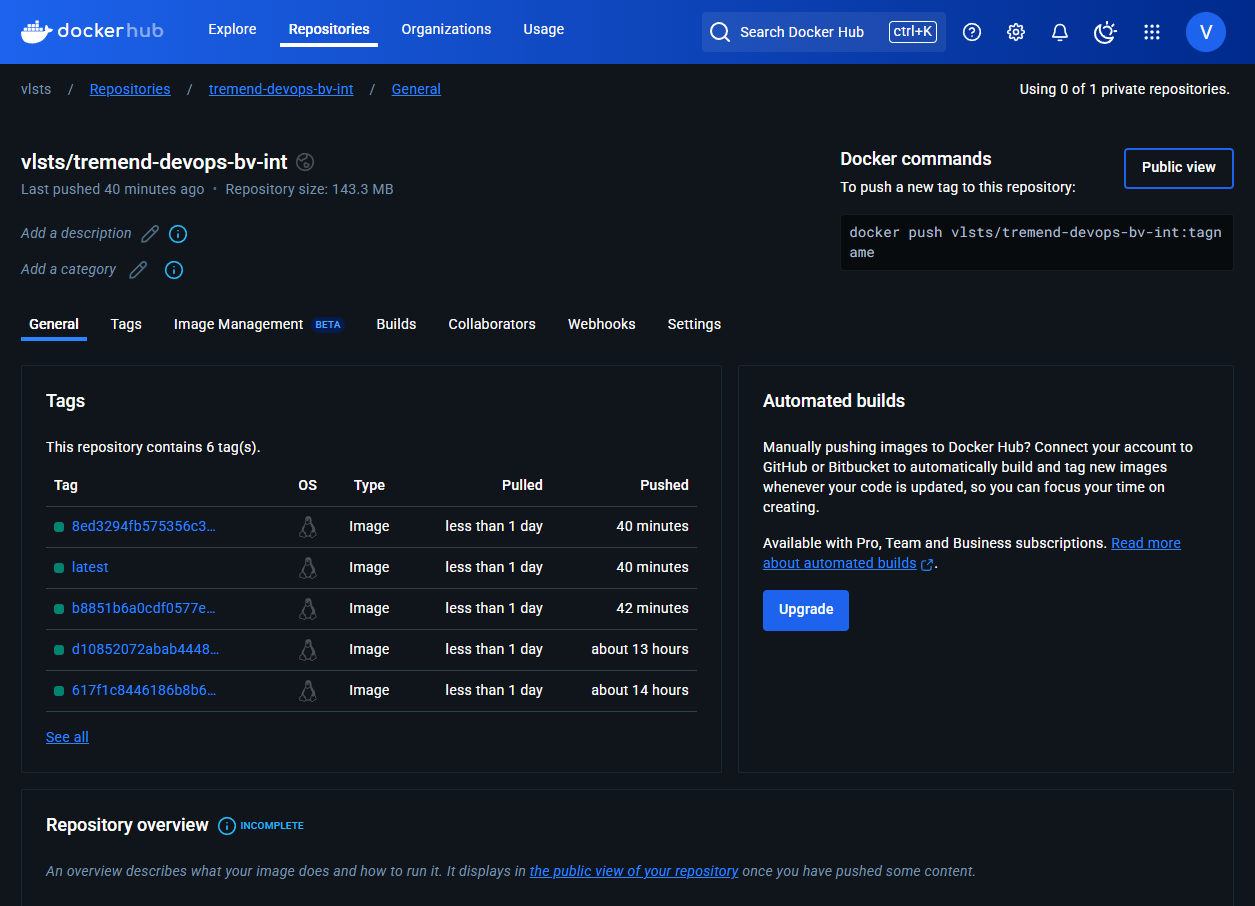 dockerhub Explore Repositories Organizations Usage Search Docker Hub ctrl+K ? V
vlsts / Repositories / tremend-devops-bv-int / General Using 0 of 1 private repositories.
vlsts/tremend-devops-bv-int
Last pushed 40 minutes ago • Repository size: 143.3 MB
Add a description
Add a category
Docker commands
To push a new tag to this repository:
Public view
docker push vlsts/tremend-devops-bv-int:tagn
ame
General Tags Image Management BETA Builds Collaborators Webhooks Settings
Tags
This repository contains 6 tag(s).
Tag OS Type Pulled Pushed
8ed3294fb575356c3... Image less than 1 day 40 minutes
latest Image less than 1 day 40 minutes
b8851b6a0cdf0577e... Image less than 1 day 42 minutes
d10852072abab4448... Image less than 1 day about 13 hours
617f1c8446186b8b6... Image less than 1 day about 14 hours
See all
Automated builds
Manually pushing images to Docker Hub? Connect your account to
GitHub or Bitbucket to automatically build and tag new images
whenever your code is updated, so you can focus your time on
creating.
Available with Pro, Team and Business subscriptions. Read more
about automated builds .
Upgrade
Repository overview INCOMPLETE
An overview describes what your image does and how to run it. It displays in the public view of your repository once you have pushed some content.